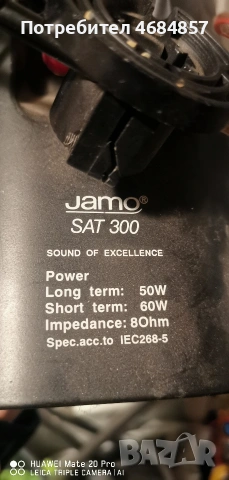 Потребител 4684857
Jamo®
SAT 300
SOUND OF EXCELLENCE
Power
Long term: 50W
Short term: 60W
Impedance: 8Ohm
Spec.acc.to IEC268-5
BAZAR
HUAWEI Mate 20 Pro
LEICA TRIPLE CAMERA | AI